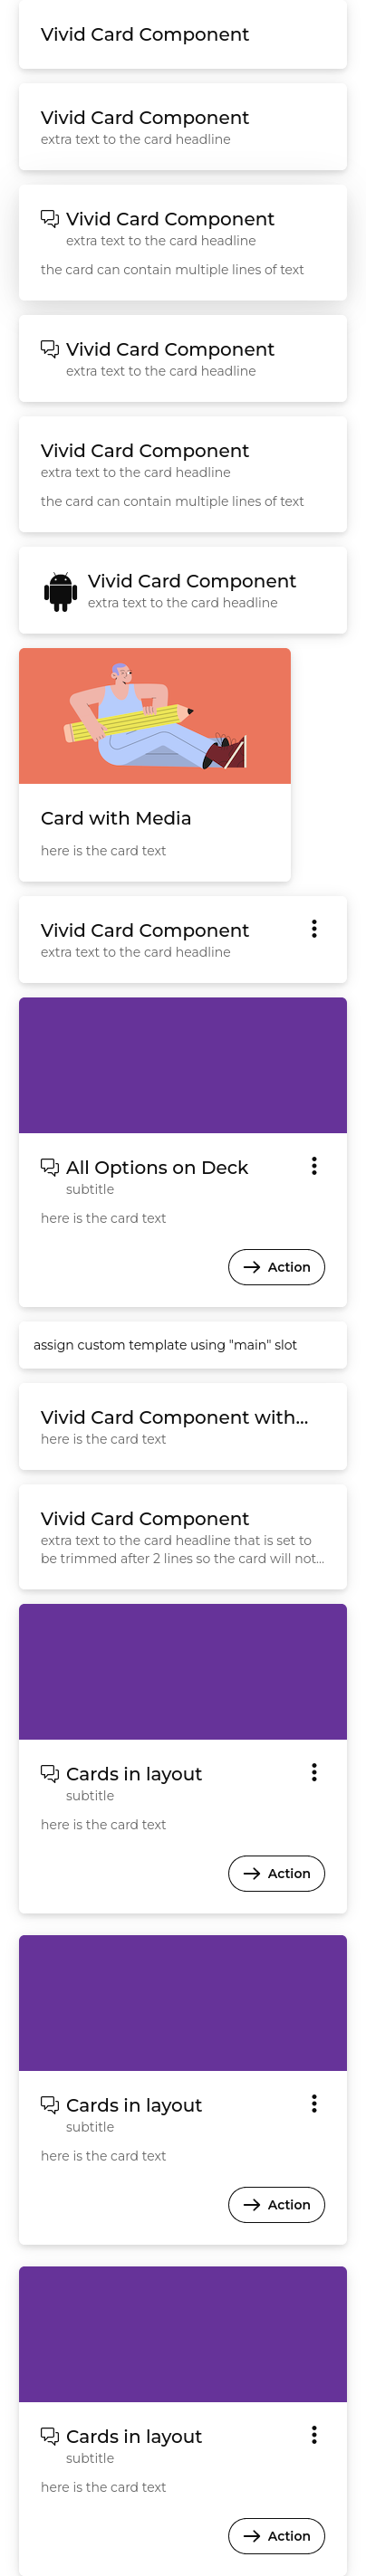 Vivid Card Component
Vivid Card Component
extra text to the card headline
Vivid Card Component
extra text to the card headline
the card can contain multiple lines of text
Vivid Card Component
extra text to the card headline
Vivid Card Component
extra text to the card headline
the card can contain multiple lines of text
Vivid Card Component
extra text to the card headline
Card with Media
here is the card text
Vivid Card Component
extra text to the card headline
All Options on Deck
subtitle
here is the card text
Action
assign custom template using "main" slot
Vivid Card Component with...
here is the card text
Vivid Card Component
extra text to the card headline that is set to
be trimmed after 2 lines so the card will not...
Cards in layout
subtitle
here is the card text
Action
Cards in layout
subtitle
here is the card text
Action
Cards in layout
subtitle
here is the card text
Action